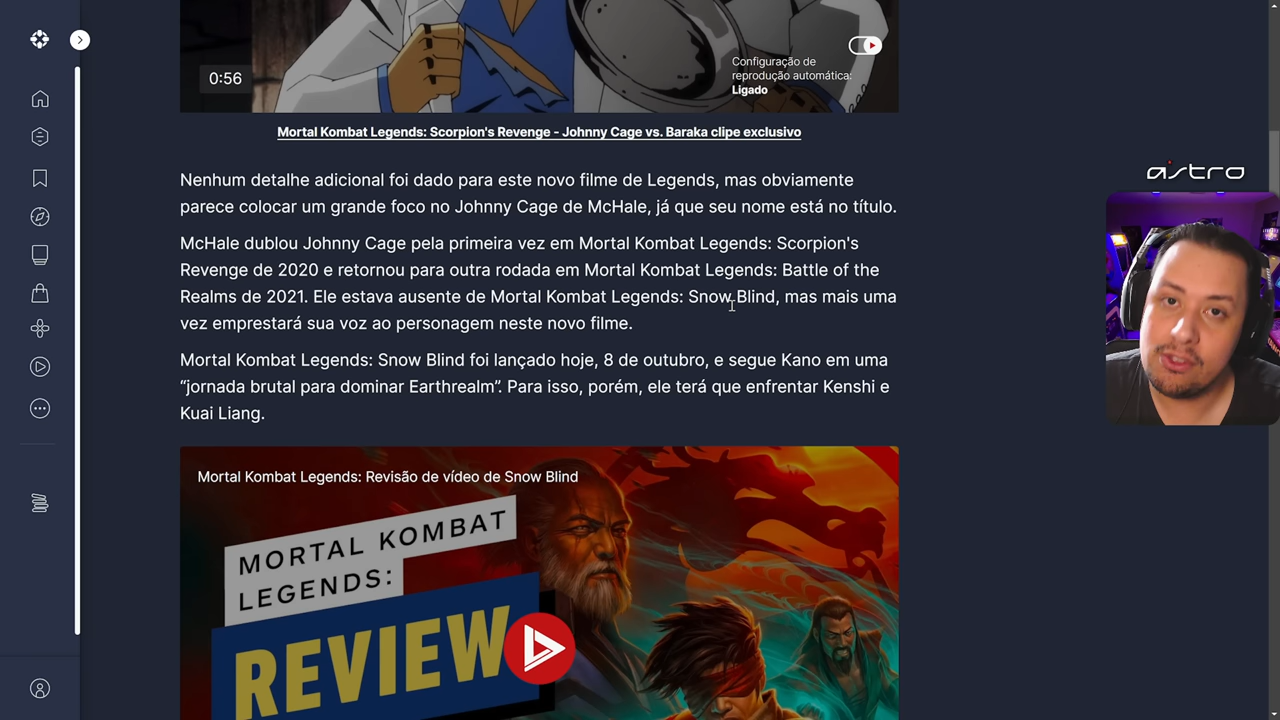 0:56
Configuração de
reprodução automática:
Ligado
Mortal Kombat Legends: Scorpion's Revenge - Johnny Cage vs. Baraka clipe exclusivo
aistro
Nenhum detalhe adicional foi dado para este novo filme de Legends, mas obviamente
parece colocar um grande foco no Johnny Cage de McHale, já que seu nome está no título.
McHale dublou Johnny Cage pela primeira vez em Mortal Kombat Legends: Scorpion's
Revenge de 2020 e retornou para outra rodada em Mortal Kombat Legends: Battle of the
Realms de 2021. Ele estava ausente de Mortal Kombat Legends: Snow Blind, mas mais uma
vez emprestará sua voz ao personagem neste novo filme.
Mortal Kombat Legends: Snow Blind foi lançado hoje, 8 de outubro, e segue Kano em uma
“jornada brutal para dominar Earthrealm”. Para isso, porém, ele terá que enfrentar Kenshi e
Kuai Liang.
Mortal Kombat Legends: Revisão de vídeo de Snow Blind
MORTAL KOMBAT
LEGENDS:
REVIEW